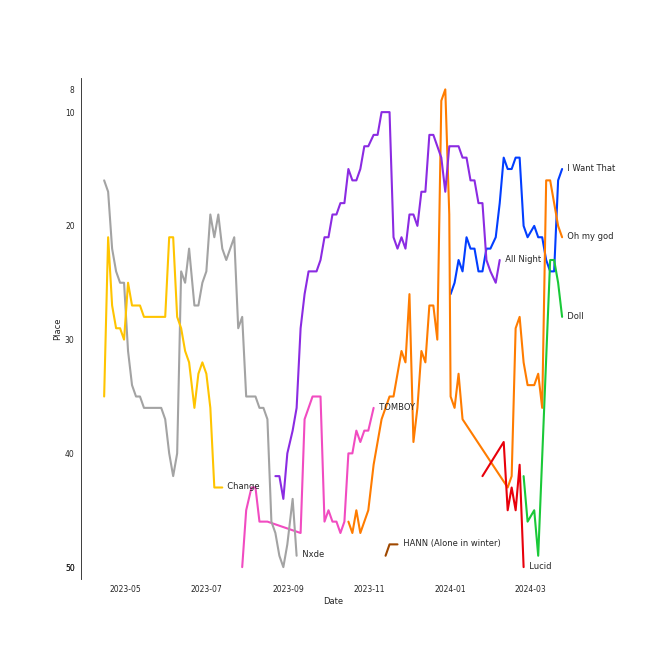 8
10
I Want That
20
Oh my god
All Night
Doll
Place
30
TOMBOY
40
Change
HANN (Alone in winter)
Nxde
50
Lucid
2023-05 2023-07 2023-09 2023-11 2024-01 2024-03
Date